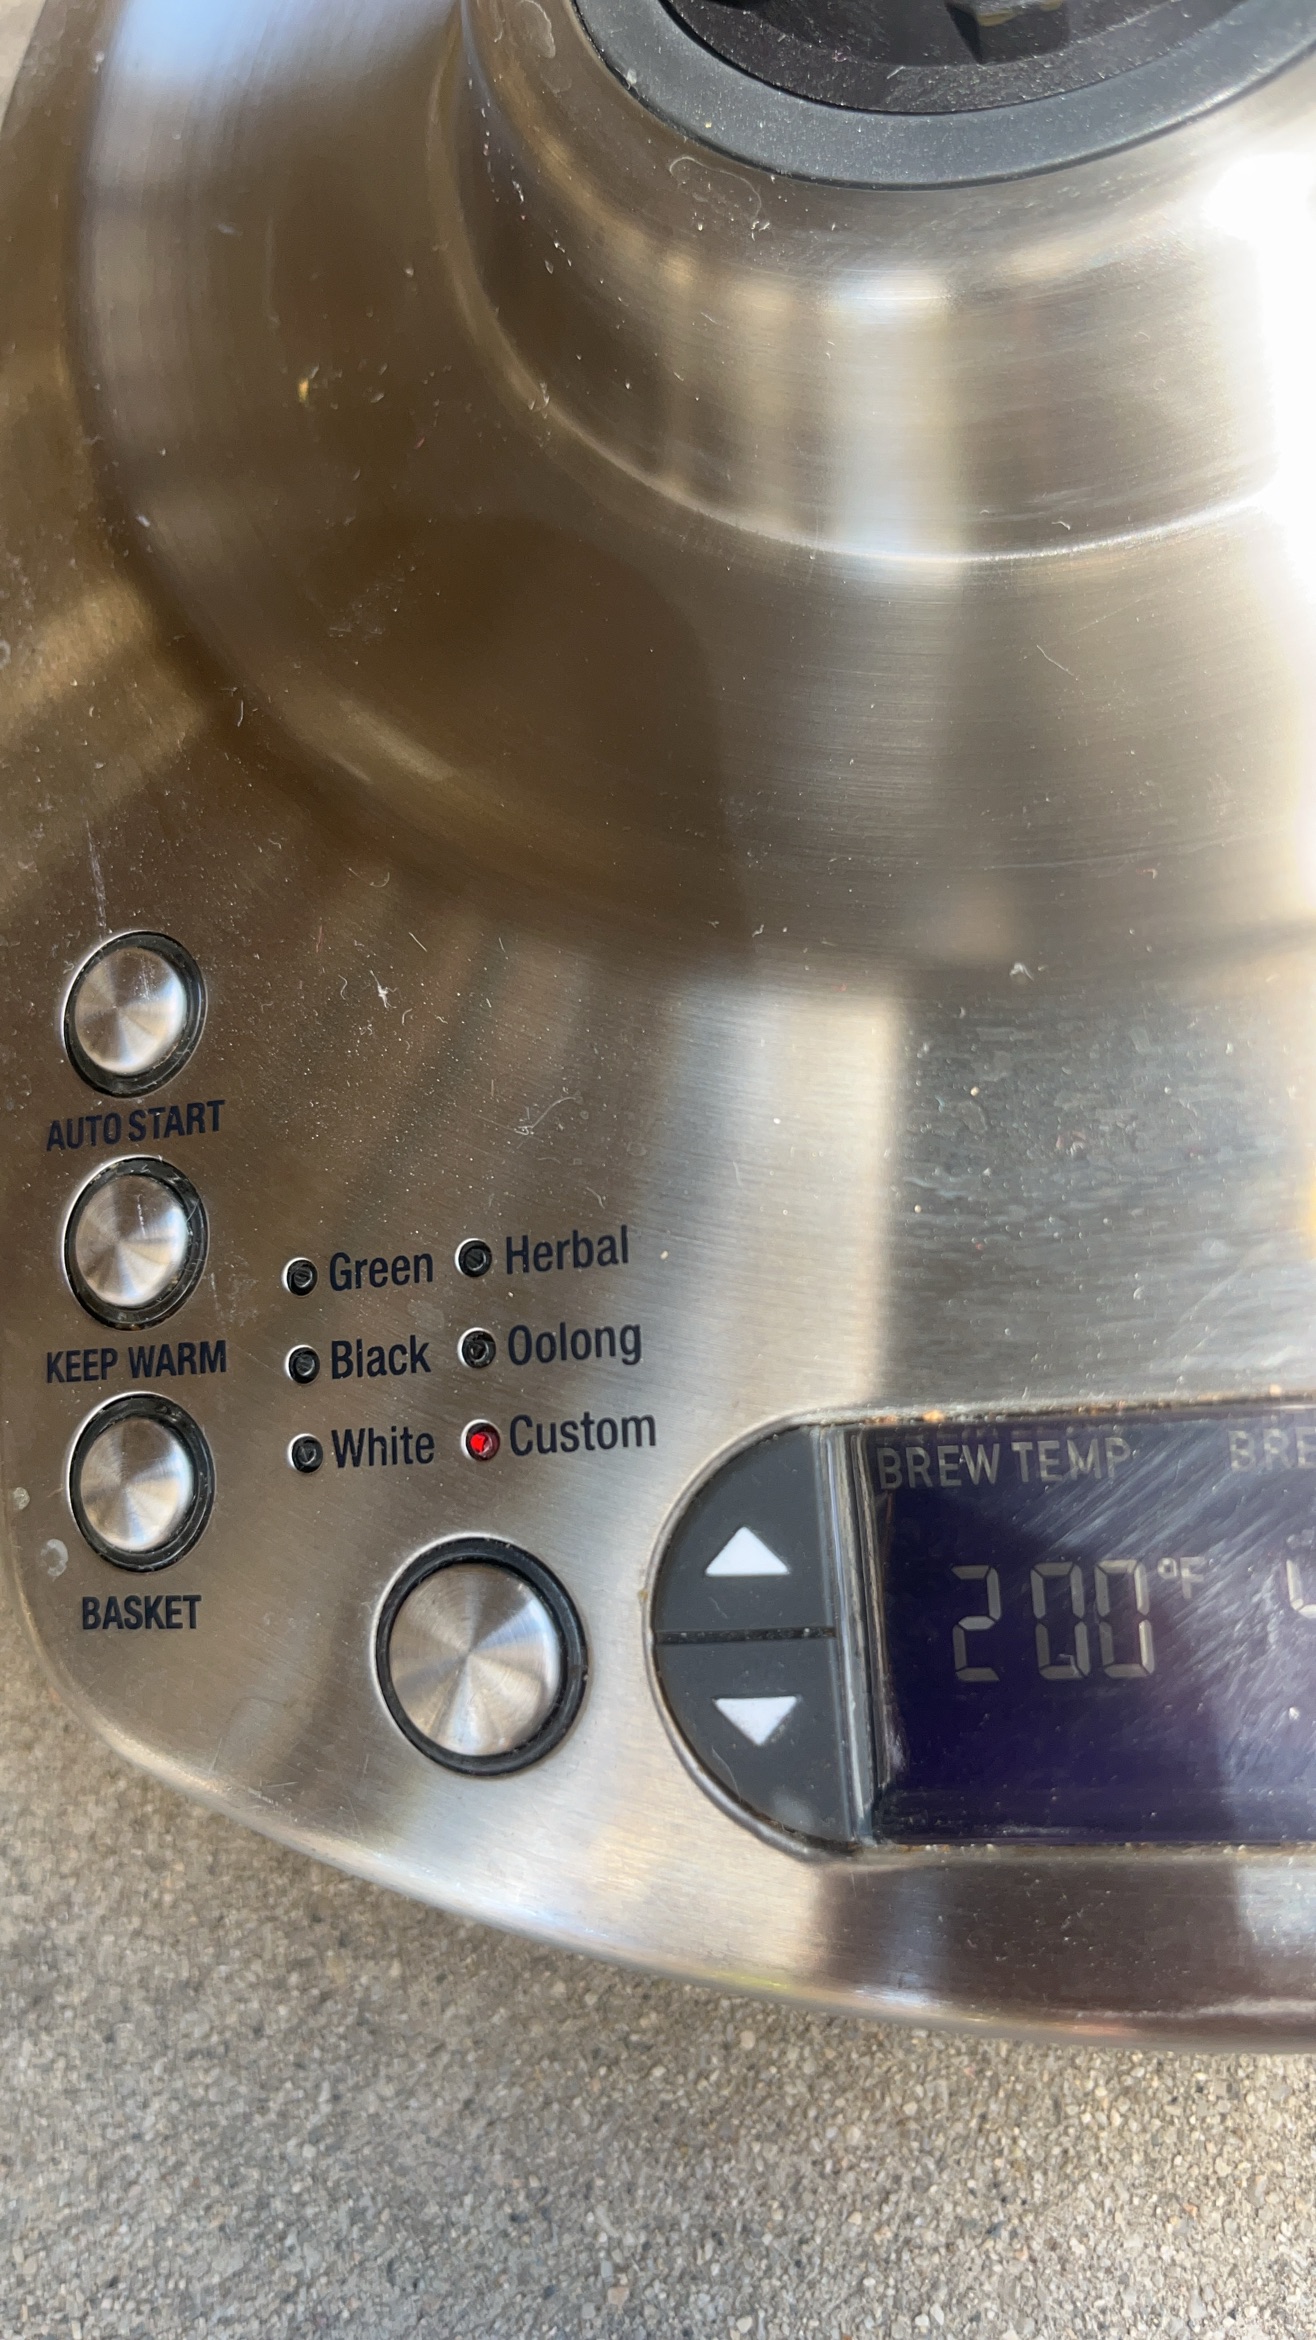 AUTO START
KEEP WARM
BASKET
Green
Herbal
Black
Oolong
White
Custom
BREW TEMP
200°F